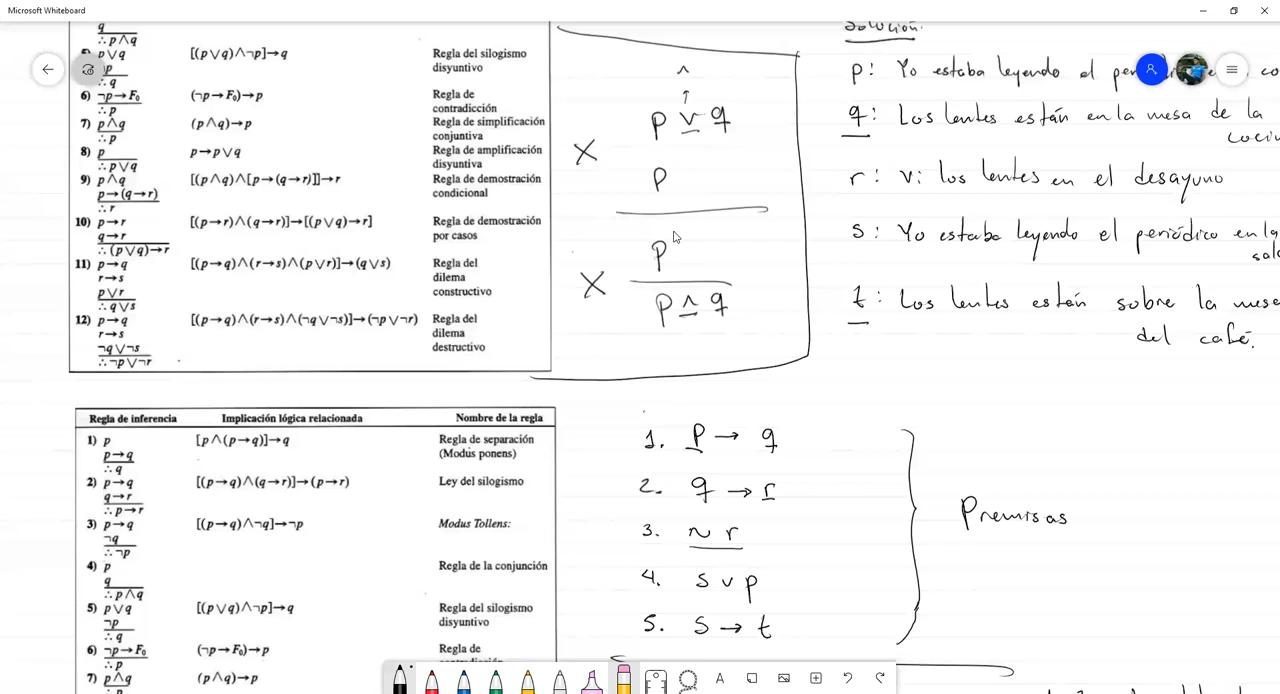 Microsoft Whiteboard
q
∴ p∧q
p∨q [(p∨q)∧¬p]→q Regla del silogismo
¬p disyuntivo
∴q
6) ¬p→F₀ (¬p→F₀)→p Regla de
∴p contradicción
7) p∧q (p∧q)→p Regla de simplificación
∴p conjuntiva
8) p p→p∨q Regla de amplificación
∴p∨q disyuntiva
9) p∧q [(p∧q)∧[p→(q→r)]]→r Regla de demostración
p→(q→r) condicional
∴r
10) p→r [(p→r)∧(q→r)]→[(p∨q)→r] Regla de demostración
q→r por casos
∴(p∨q)→r
11) p→q [(p→q)∧(r→s)∧(p∨r)]→(q∨s) Regla del
r→s dilema
p∨r constructivo
∴q∨s
12) p→q [(p→q)∧(r→s)∧(¬q∨¬s)]→(¬p∨¬r) Regla del
r→s dilema
¬q∨¬s destructivo
∴¬p∨¬r
^
↑
p v q
X
p
p
X
p ^ q
Solución:
p: Yo estaba leyendo el
q: Los lentes están en la mesa de la
r: Vi los lentes en el desayuno
s: Yo estaba leyendo el periódico en la
t: Los lentes están sobre la mesa
del café.
Regla de inferencia Implicación lógica relacionada Nombre de la regla
1) p [p∧(p→q)]→q Regla de separación
p→q (Modus ponens)
∴q
2) p→q [(p→q)∧(q→r)]→(p→r) Ley del silogismo
q→r
∴p→r
3) p→q [(p→q)∧¬q]→¬p Modus Tollens:
¬q
∴¬p
4) p Regla de la conjunción
q
∴p∧q
5) p∨q [(p∨q)∧¬p]→q Regla del silogismo
¬p disyuntivo
∴q
6) ¬p→F₀ (¬p→F₀)→p Regla de
∴p
7) p∧q (p∧q)→p
1. p → q
2. q → r
3. ~ r
4. s v p
5. s → t
Premisas